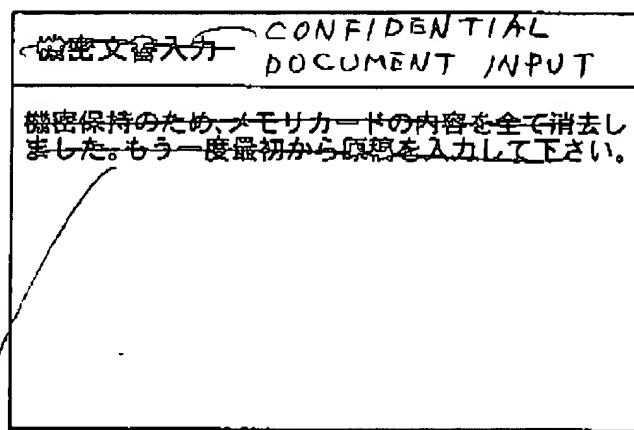 機密文書入力
CONFIDENTIAL
DOCUMENT INPUT
機密保持のため、メモリカードの内容を全て消去し
ました。もう一度最初から原稿を入力して下さい。